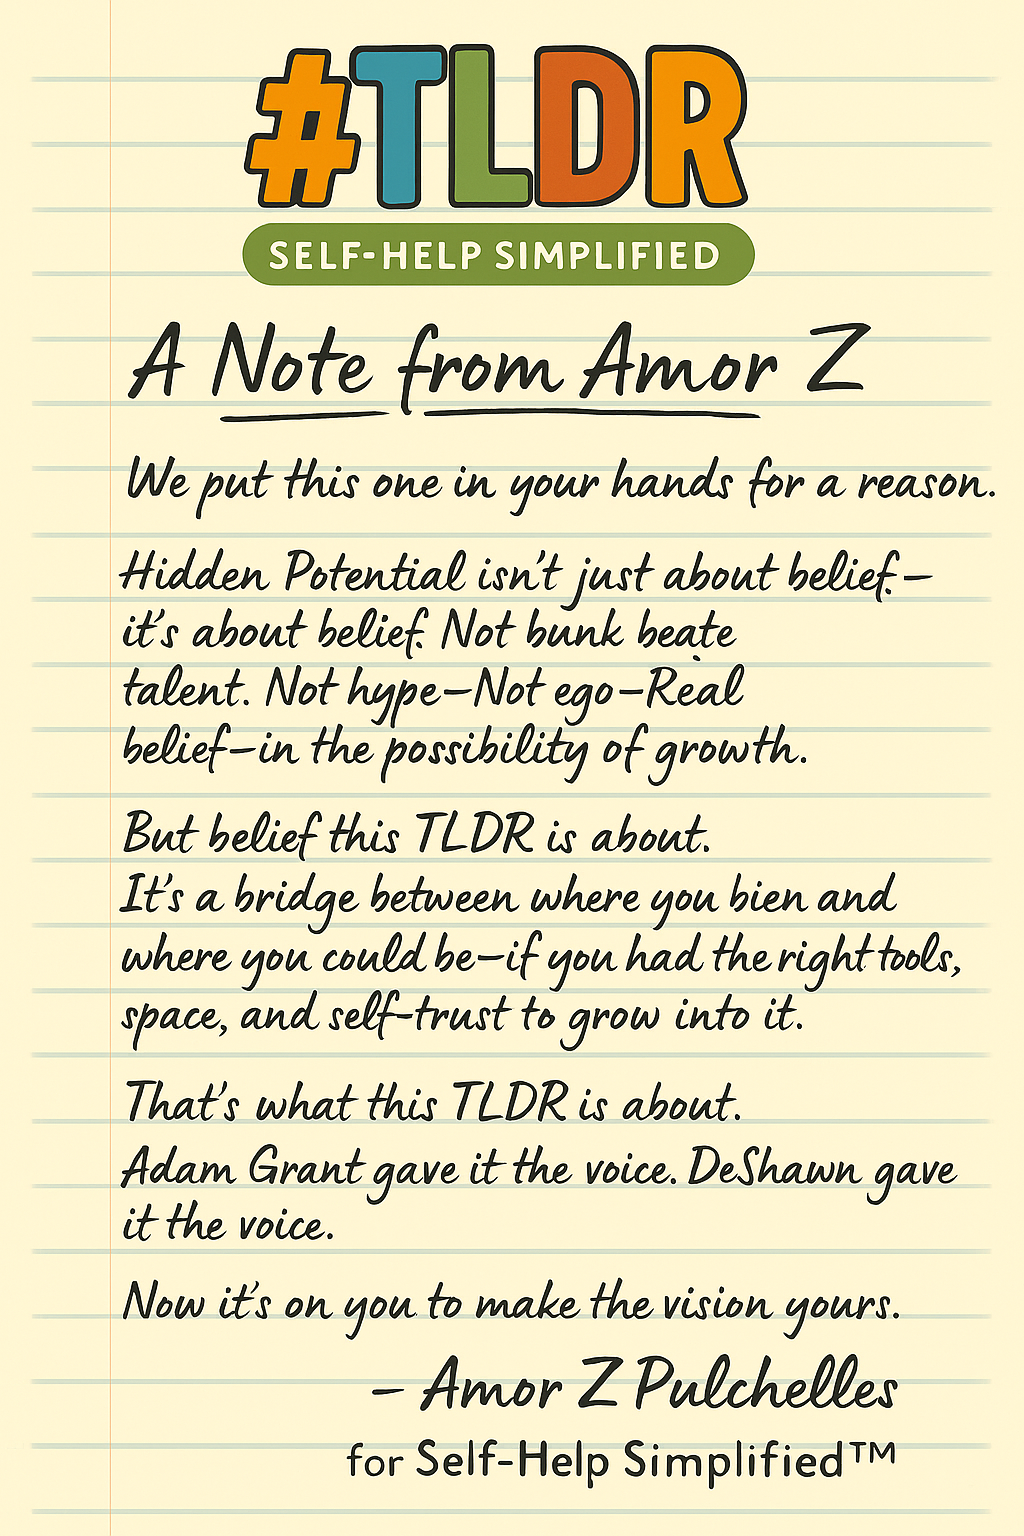 #TLDR
SELF-HELP SIMPLIFIED
A Note from Amor Z
We put this one in your hands for a reason.
Hidden Potential isn't just about belief.–
it's about belief. Not bunk beate
talent. Not hype–Not ego–Real
belief–in the possibility of growth.
But belief this TLDR is about.
It's a bridge between where you bien and
where you could be–if you had the right tools,
space, and self-trust to grow into it.
That's what this TLDR is about.
Adam Grant gave it the voice. DeShawn gave
it the voice.
Now it's on you to make the vision yours.
– Amor Z Pulchelles
for Self-Help Simplified™